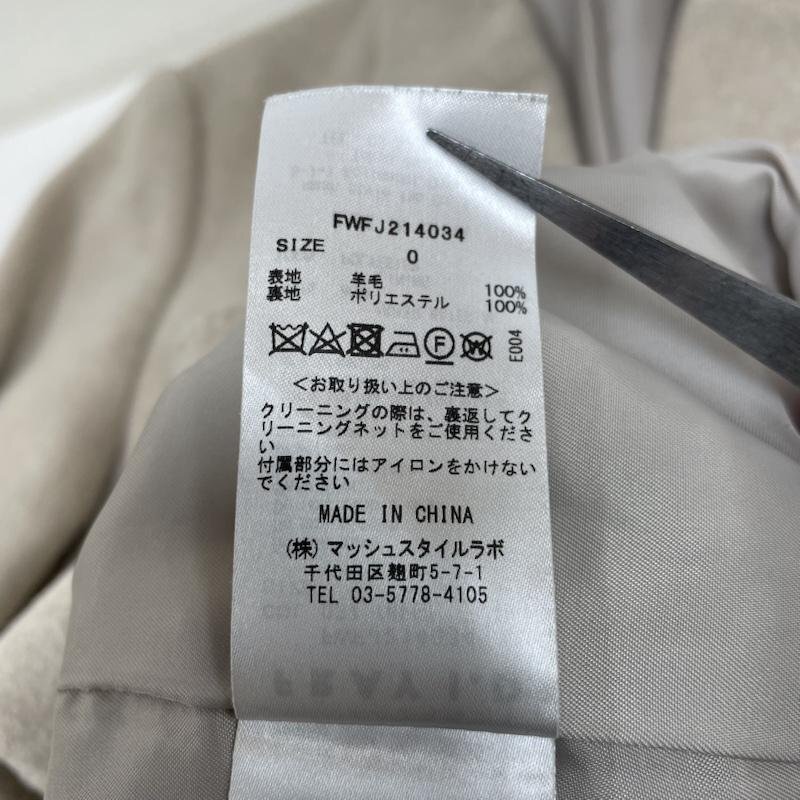 FWFJ214034
SIZE 0
表地 羊毛 100%
裏地 ポリエステル 100%
E004
<お取り扱い上のご注意>
クリーニングの際は、裏返してク
リーニングネットをご使用くださ
い
付属部分にはアイロンをかけない
でください
MADE IN CHINA
(株) マッシュスタイルラボ
千代田区麹町5-7-1
TEL 03-5778-4105
FRAY I.D